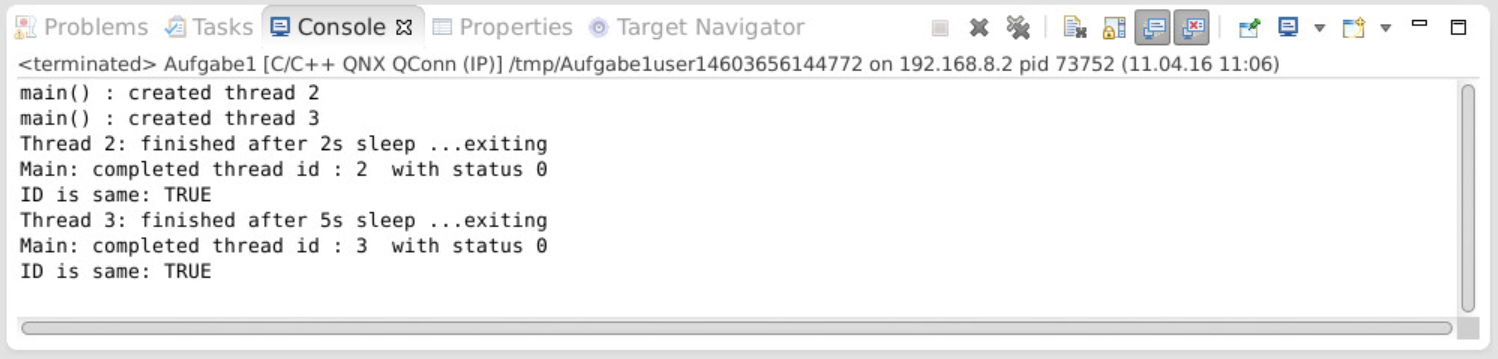 Problems Tasks Console Properties Target Navigator
<terminated> Aufgabe1 [C/C++ QNX QConn (IP)] /tmp/Aufgabe1user14603656144772 on 192.168.8.2 pid 73752 (11.04.16 11:06)
main() : created thread 2
main() : created thread 3
Thread 2: finished after 2s sleep ...exiting
Main: completed thread id : 2  with status 0
ID is same: TRUE
Thread 3: finished after 5s sleep ...exiting
Main: completed thread id : 3  with status 0
ID is same: TRUE